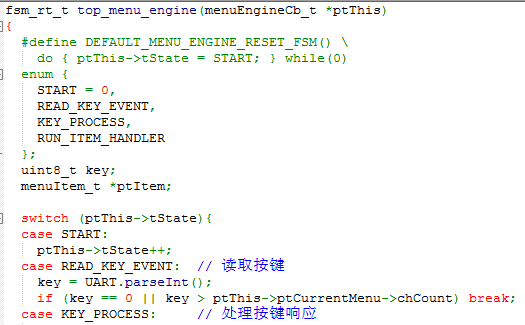 fsm_rt_t top_menu_engine(menuEngineCb_t *ptThis)
{
  #define DEFAULT_MENU_ENGINE_RESET_FSM() \
    do { ptThis->tState = START; } while(0)
  enum {
    START = 0,
    READ_KEY_EVENT,
    KEY_PROCESS,
    RUN_ITEM_HANDLER
  };
  uint8_t key;
  menuItem_t *ptItem;

  switch (ptThis->tState){
  case START:
    ptThis->tState++;
  case READ_KEY_EVENT:  // 读取按键
    key = UART.parseInt();
    if (key == 0 || key > ptThis->ptCurrentMenu->chCount) break;
  case KEY_PROCESS:     // 处理按键响应